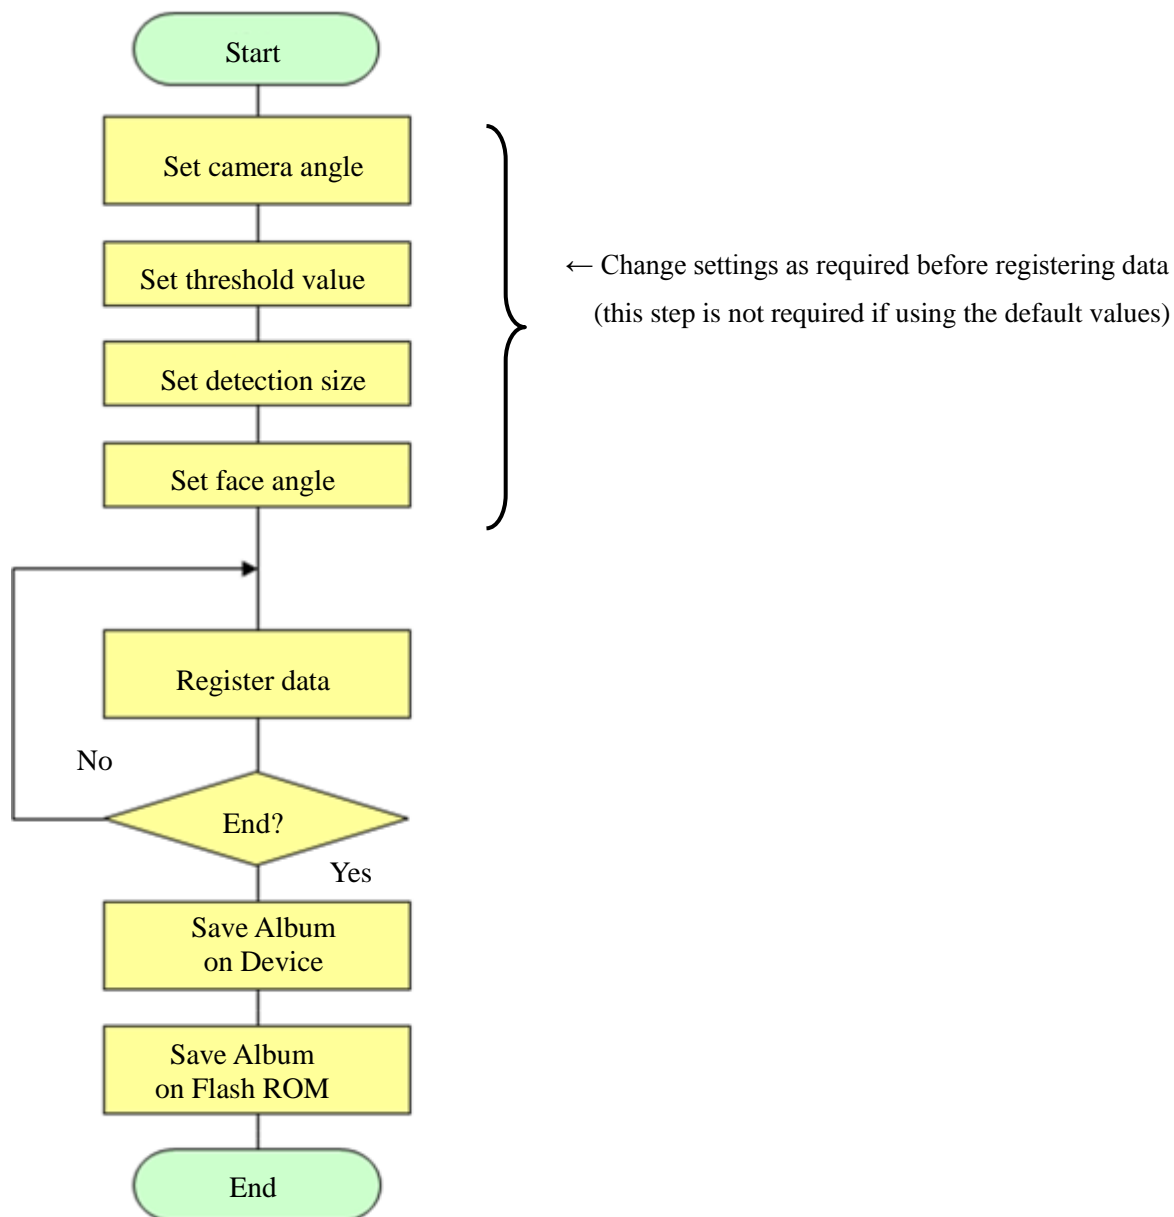 Start
Set camera angle
Set threshold value
← Change settings as required before registering data
(this step is not required if using the default values)
Set detection size
Set face angle
Register data
No
End?
Yes
Save Album
on Device
Save Album
on Flash ROM
End